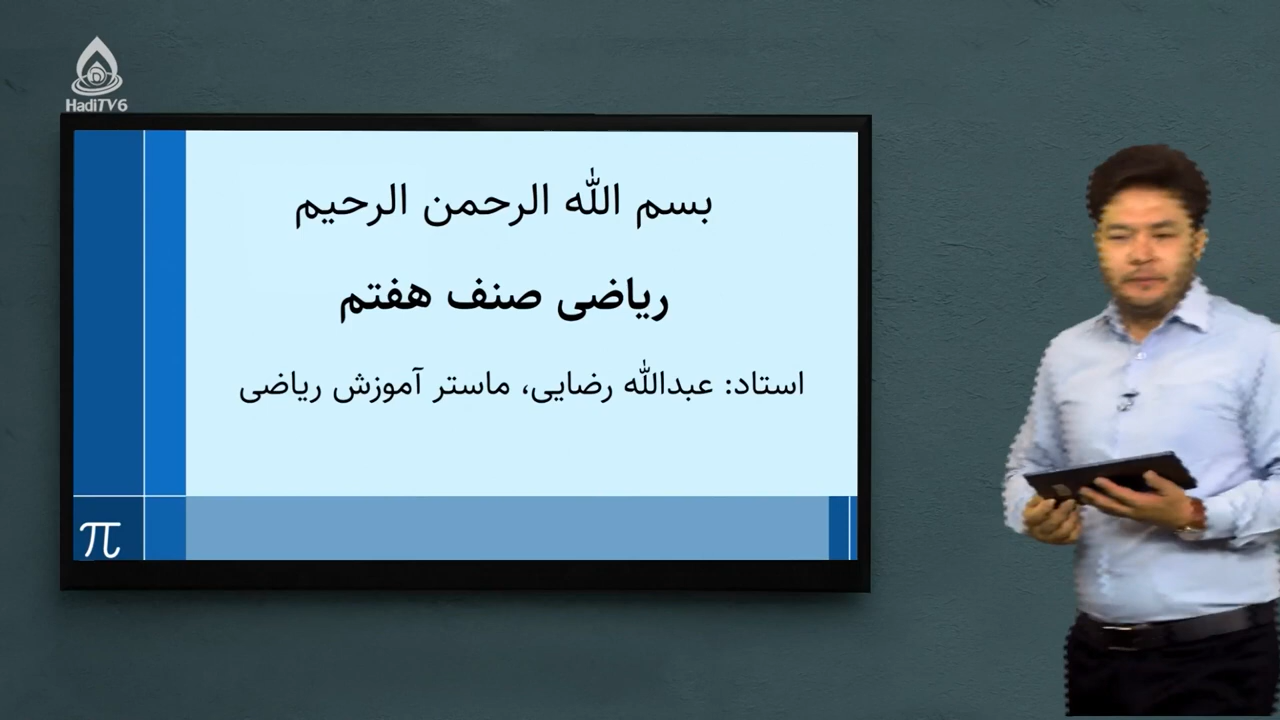 HadiTV6
بسم الله الرحمن الرحیم
ریاضی صنف هفتم
استاد: عبدالله رضایی، ماستر آموزش ریاضی
π